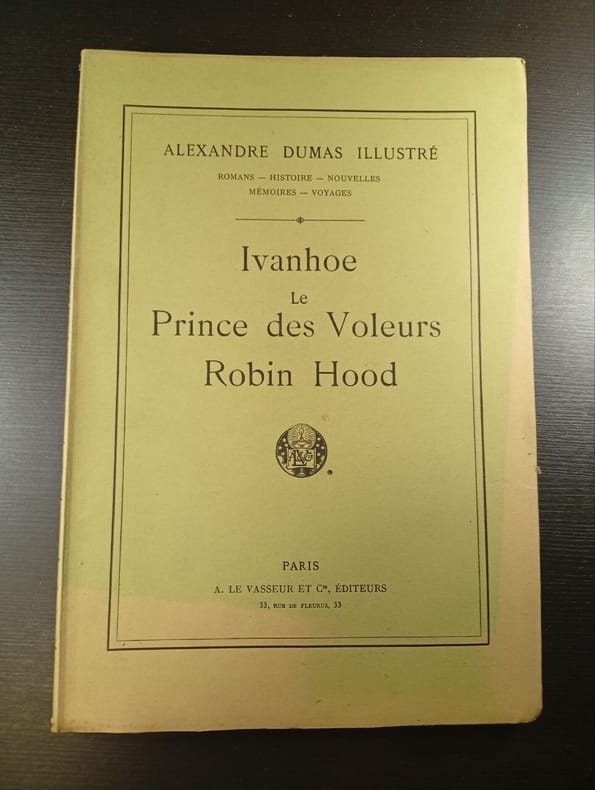 ALEXANDRE DUMAS ILLUSTRÉ
ROMANS — HISTOIRE — NOUVELLES
MÉMOIRES — VOYAGES
Ivanhoe
Le
Prince des Voleurs
Robin Hood
PARIS
A. LE VASSEUR ET Cie, ÉDITEURS
33, RUE DE FLEURUS, 33